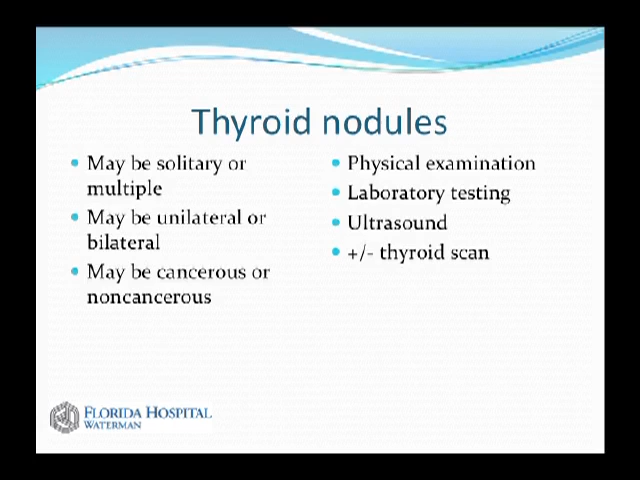 Thyroid nodules
May be solitary or
multiple
May be unilateral or
bilateral
May be cancerous or
noncancerous
Physical examination
Laboratory testing
Ultrasound
+/- thyroid scan
FLORIDA HOSPITAL
WATERMAN